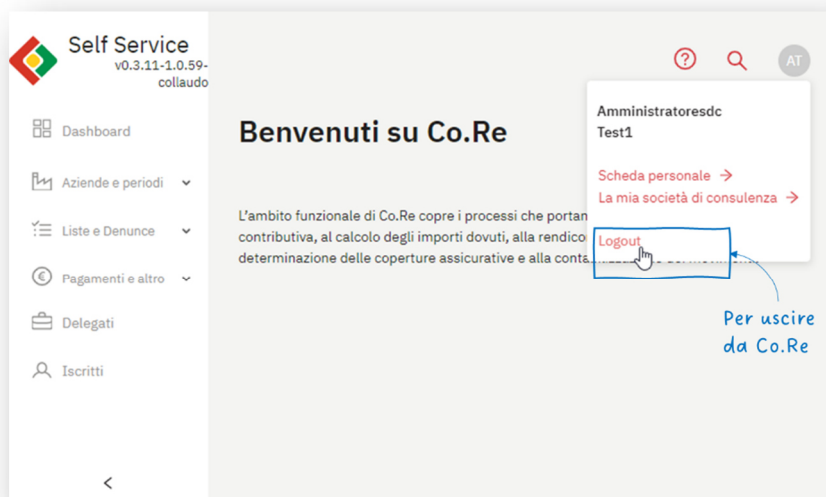 Self Service
v0.3.11-1.0.59-
collaudo
Dashboard
Aziende e periodi
Liste e Denunce
Pagamenti e altro
Delegati
Iscritti
AT
Benvenuti su Co.Re
L'ambito funzionale di Co.Re copre i processi che portan
contributiva, al calcolo degli importi dovuti, alla rendico
determinazione delle coperture assicurative e alla conta
Amministratoresdc
Test1
Scheda personale →
La mia società di consulenza →
Logout
Per uscire
da Co.Re